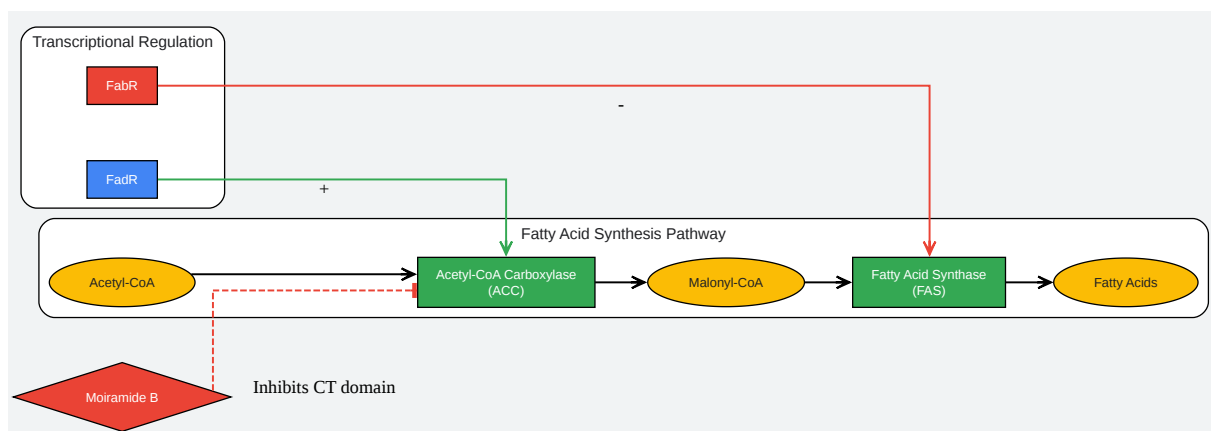 Transcriptional Regulation
FabR
-
FadR
+
Fatty Acid Synthesis Pathway
Acetyl-CoA
Acetyl-CoA Carboxylase
(ACC)
Malonyl-CoA
Fatty Acid Synthase
(FAS)
Fatty Acids
Moiramide B
Inhibits CT domain